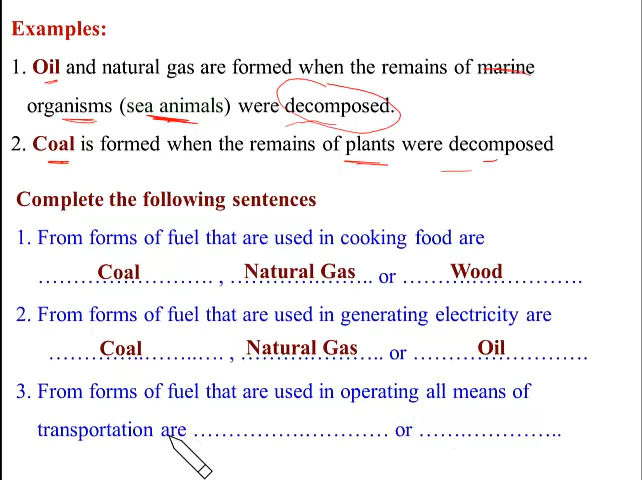 Examples:
1. Oil and natural gas are formed when the remains of marine
organisms (sea animals) were decomposed.
2. Coal is formed when the remains of plants were decomposed
Complete the following sentences
1. From forms of fuel that are used in cooking food are
Coal , Natural Gas or Wood
2. From forms of fuel that are used in generating electricity are
Coal , Natural Gas or Oil
3. From forms of fuel that are used in operating all means of
transportation are ........................... or .......................